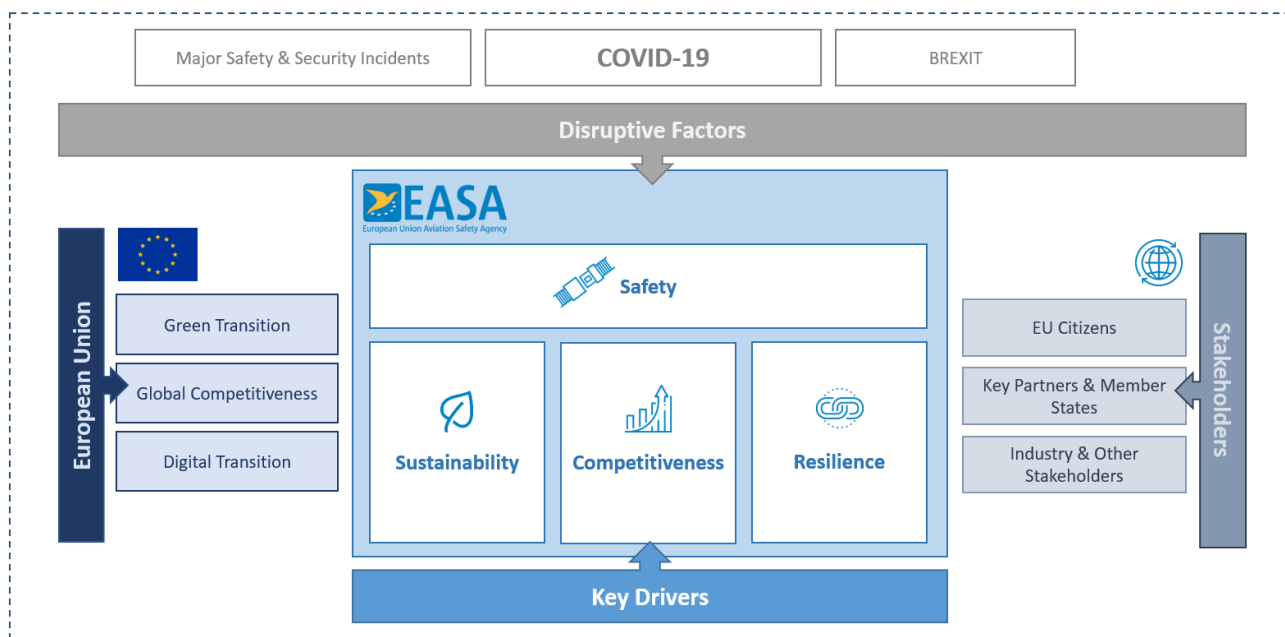 Major Safety & Security Incidents
COVID-19
BREXIT
Disruptive Factors
EASA
European Union Aviation Safety Agency
European Union
Green Transition
Global Competitiveness
Digital Transition
Safety
Sustainability
Competitiveness
Resilience
EU Citizens
Key Partners & Member
States
Industry & Other
Stakeholders
Stakeholders
Key Drivers